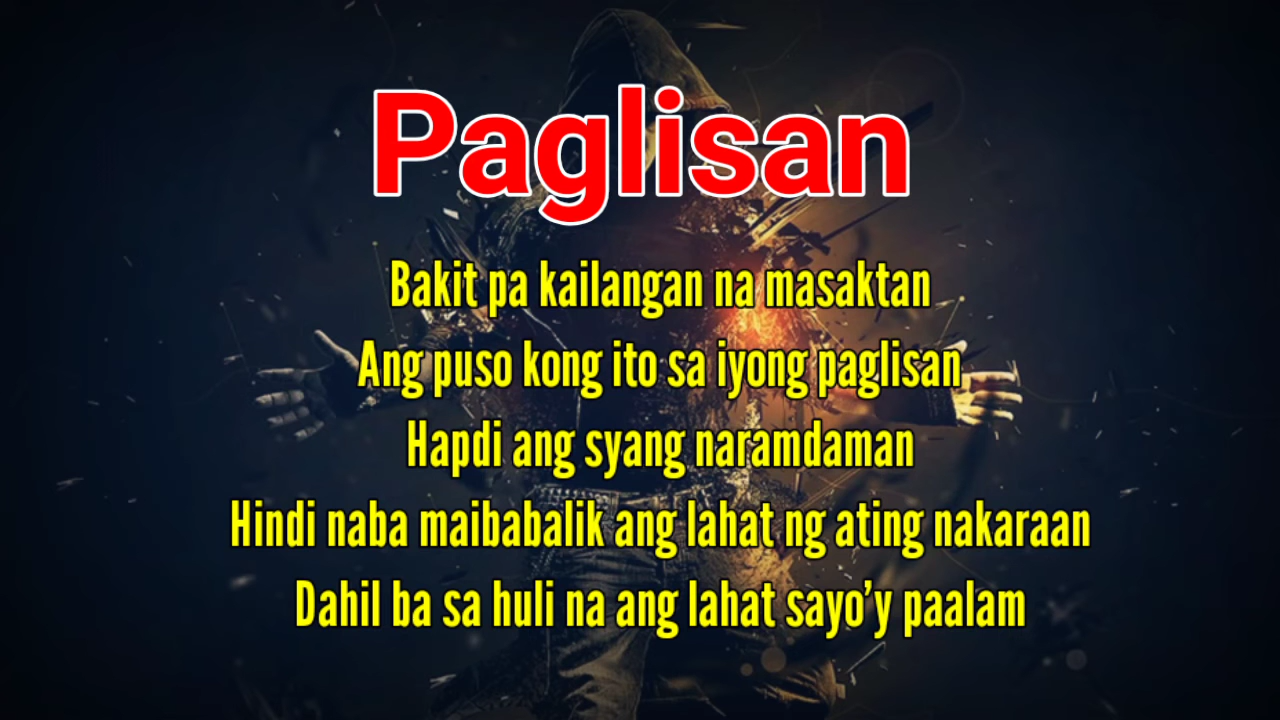 Paglisan
Bakit pa kailangan na masaktan
Ang puso kong ito sa iyong paglisan
Hapdi ang syang naramdaman
Hindi naba maibabalik ang lahat ng ating nakaraan
Dahil ba sa huli na ang lahat sayo’y paalam